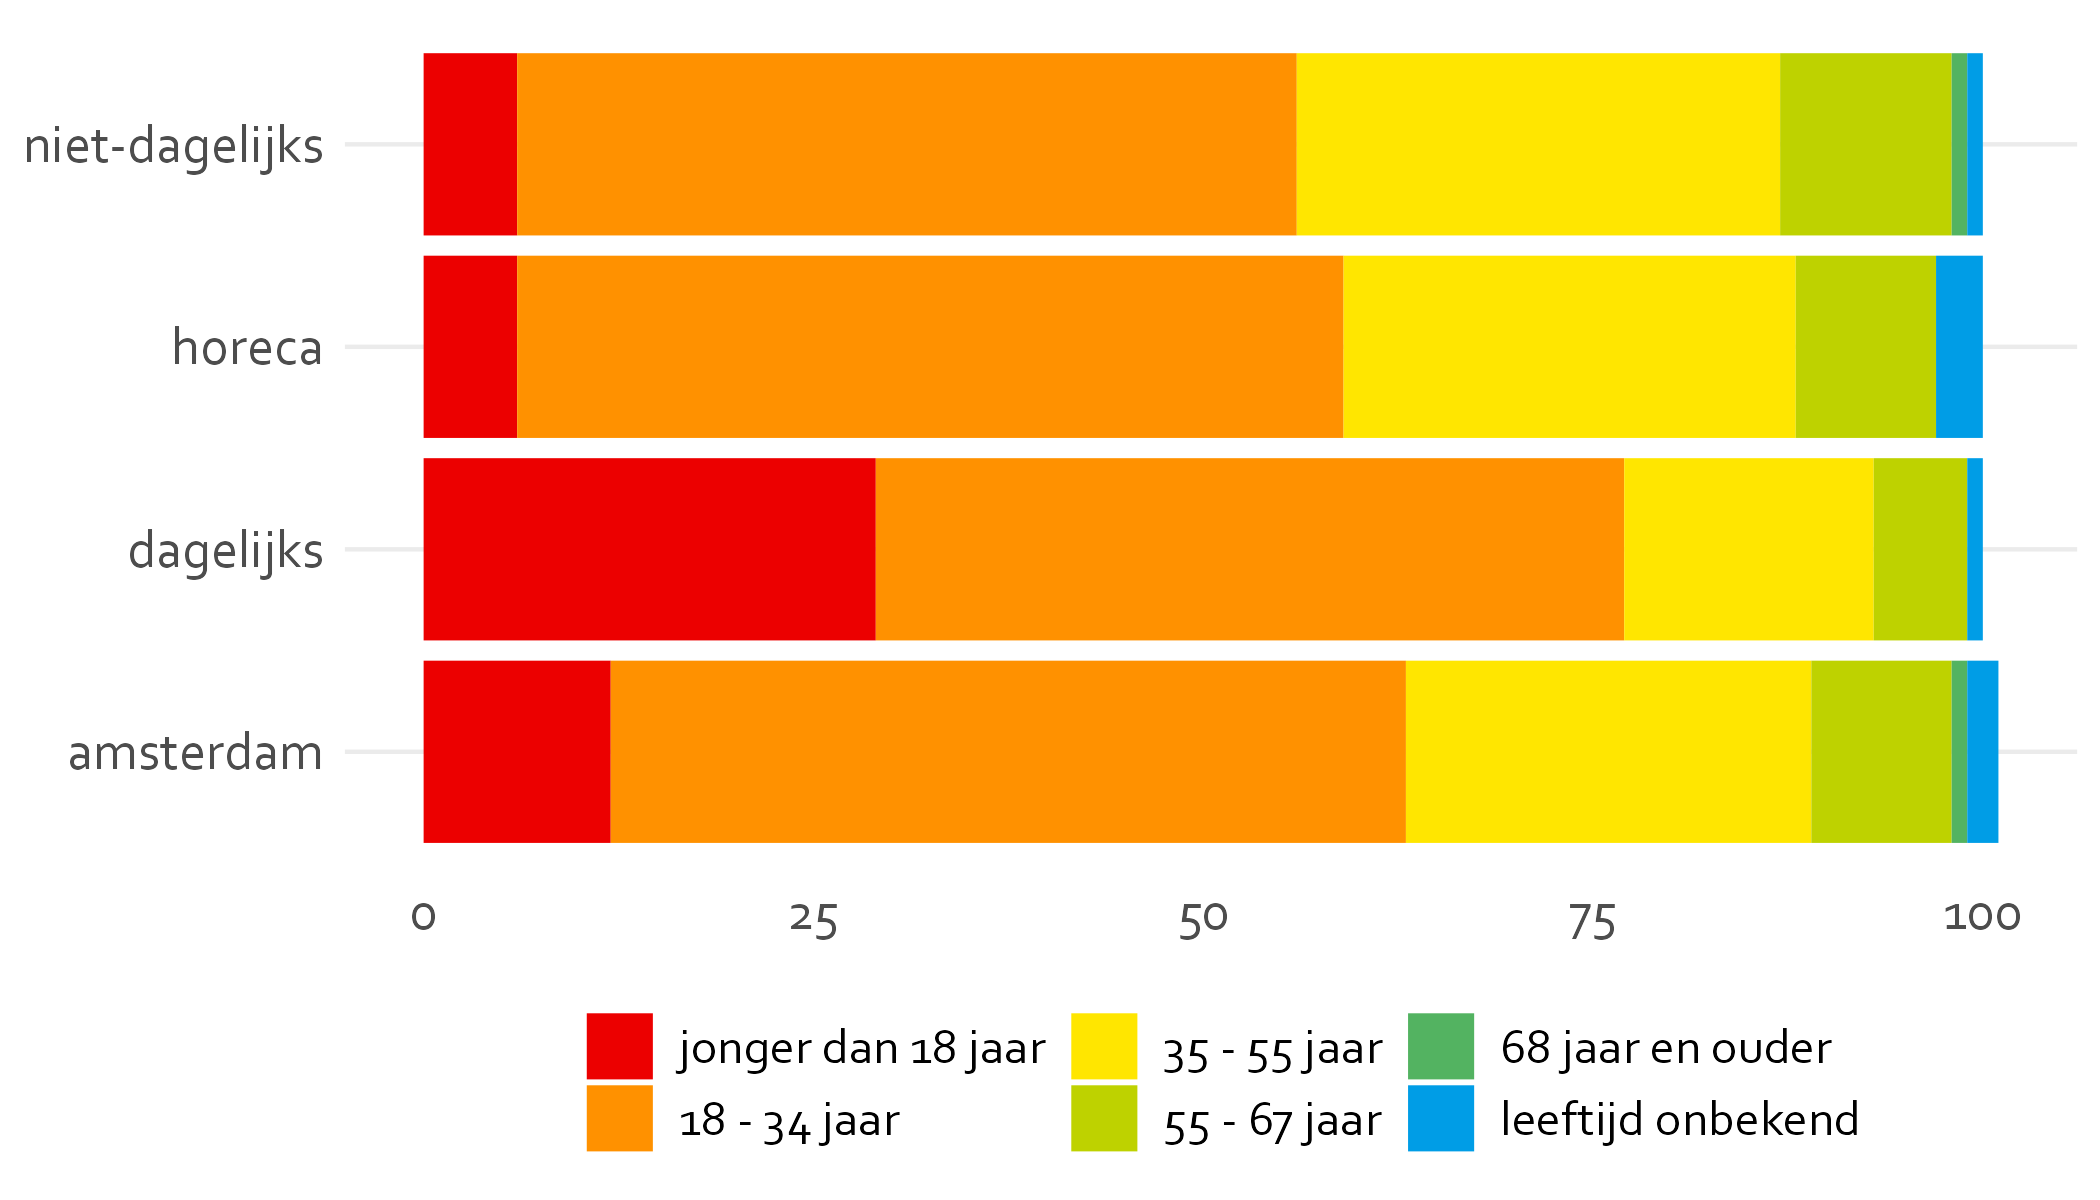 niet-dagelijks
horeca
dagelijks
amsterdam
0 25 50 75 100
jonger dan 18 jaar 35 - 55 jaar 68 jaar en ouder
18 - 34 jaar 55 - 67 jaar leeftijd onbekend